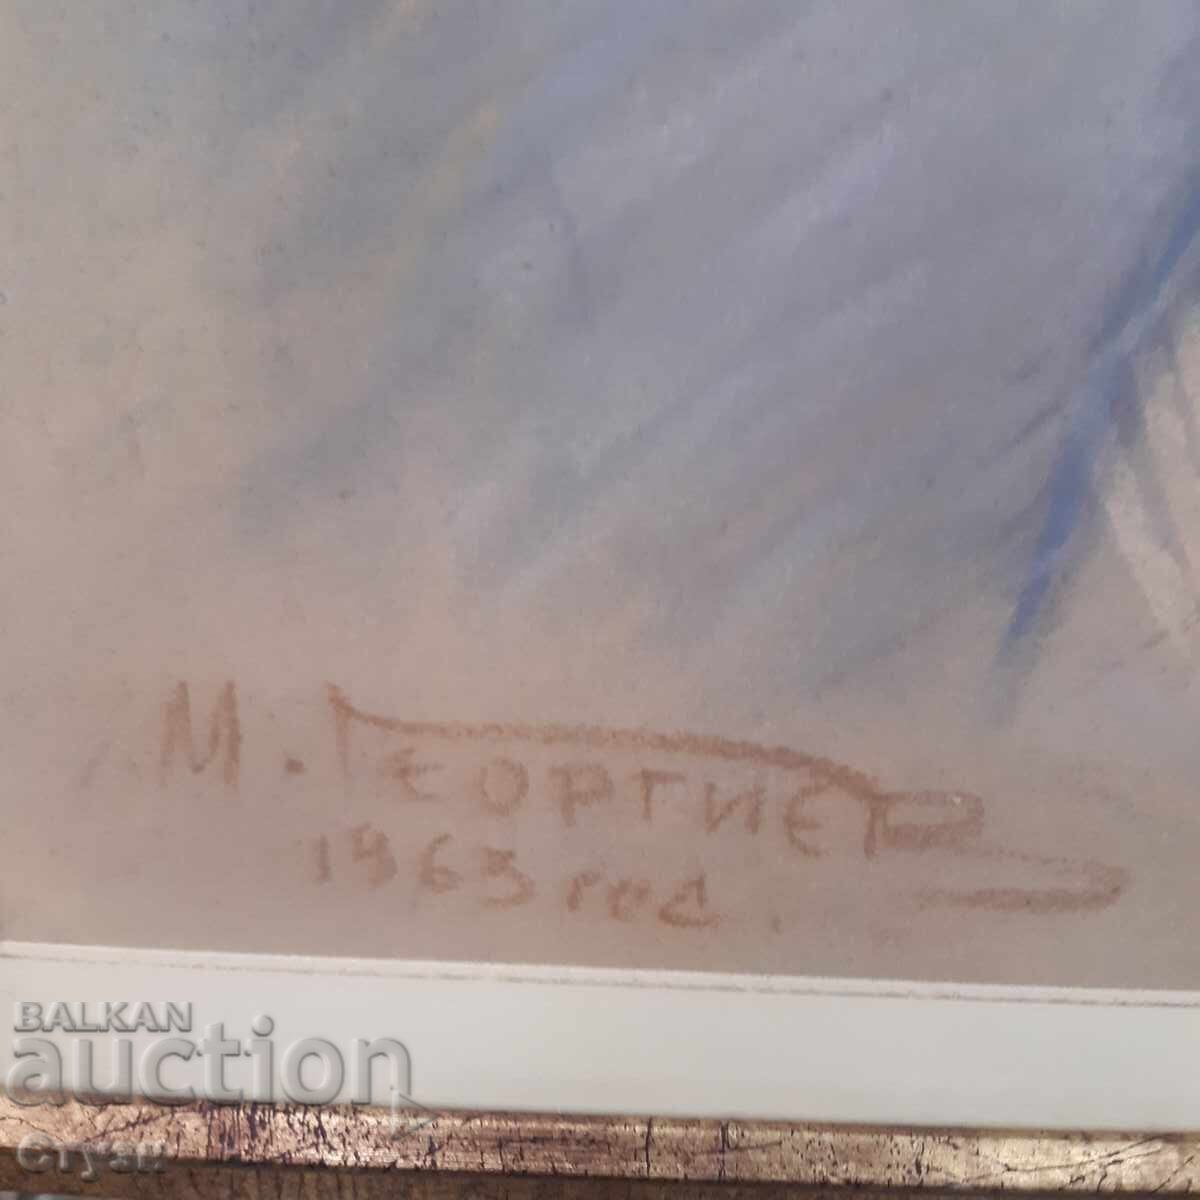 М. Георгиев
1963 год.
BALKAN
auction